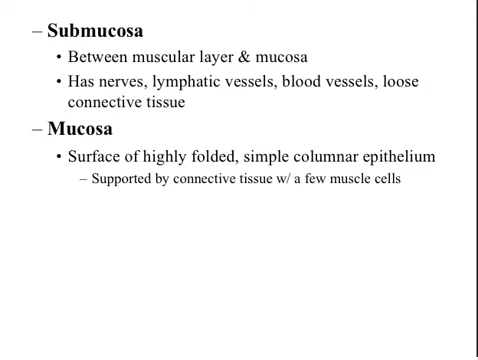 – Submucosa
• Between muscular layer & mucosa
• Has nerves, lymphatic vessels, blood vessels, loose
connective tissue
– Mucosa
• Surface of highly folded, simple columnar epithelium
– Supported by connective tissue w/ a few muscle cells